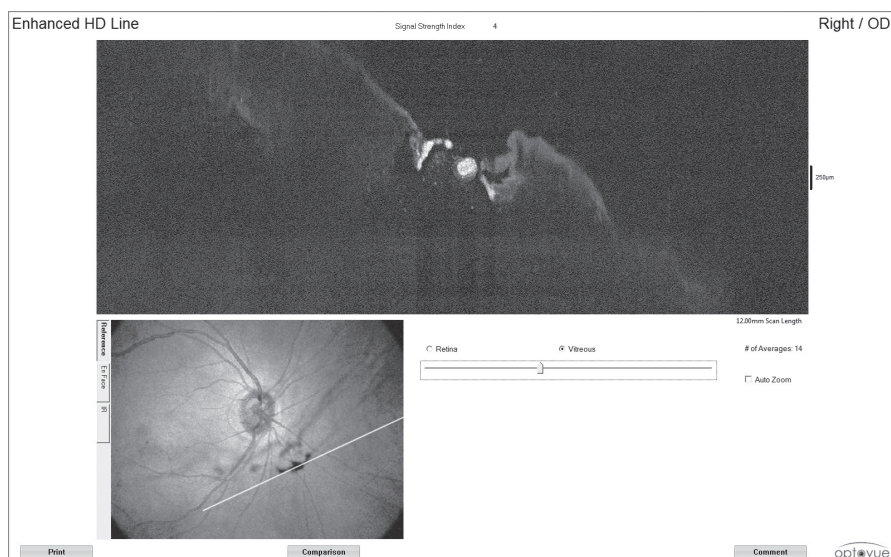 Enhanced HD Line
Signal Strength Index 4
Right / OD
250µm
12.00mm Scan Length
Reference
En Face
IR
Retina
Vitreous
# of Averages: 14
Auto Zoom
Print
Comparison
Comment
optovue